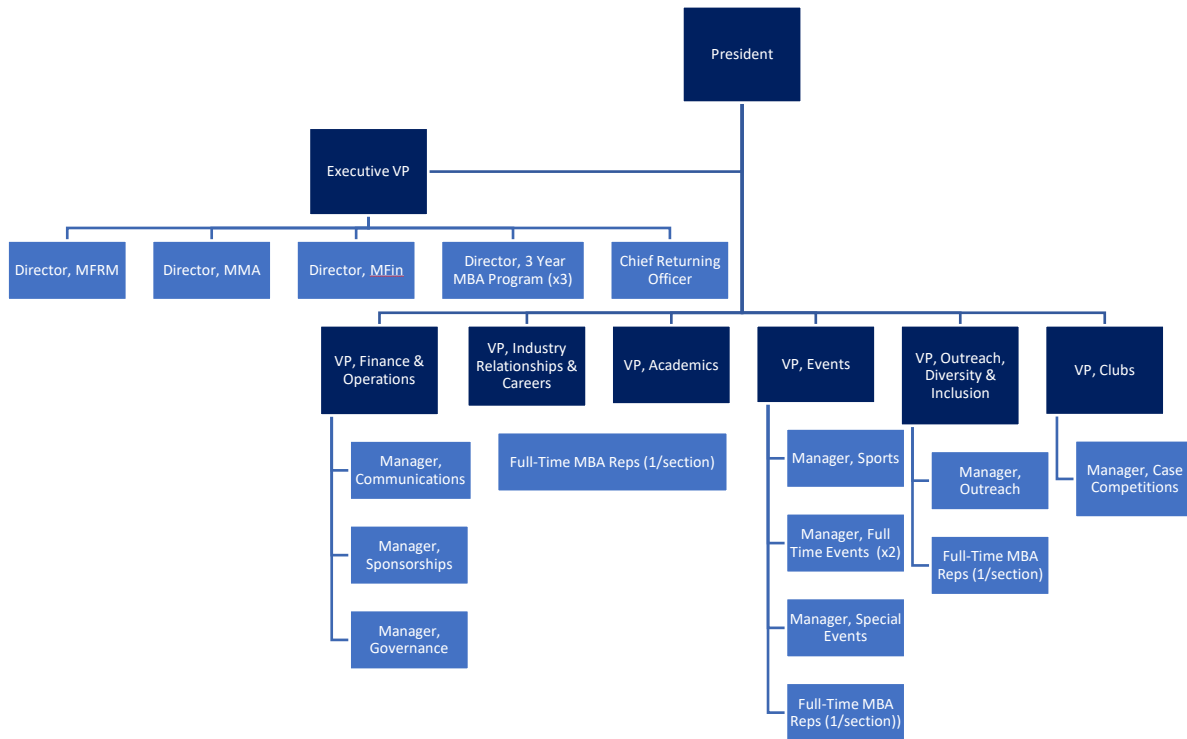 President
Executive VP
Director, MFRM
Director, MMA
Director, MFin
Director, 3 Year
MBA Program (x3)
Chief Returning
Officer
VP, Finance &
Operations
VP, Industry
Relationships &
Careers
VP, Academics
VP, Events
VP, Outreach,
Diversity &
Inclusion
VP, Clubs
Manager,
Communications
Manager,
Sponsorships
Manager,
Governance
Full-Time MBA Reps (1/section)
Manager, Sports
Manager, Full
Time Events (x2)
Manager, Special
Events
Full-Time MBA
Reps (1/section))
Manager,
Outreach
Full-Time MBA
Reps (1/section)
Manager, Case
Competitions